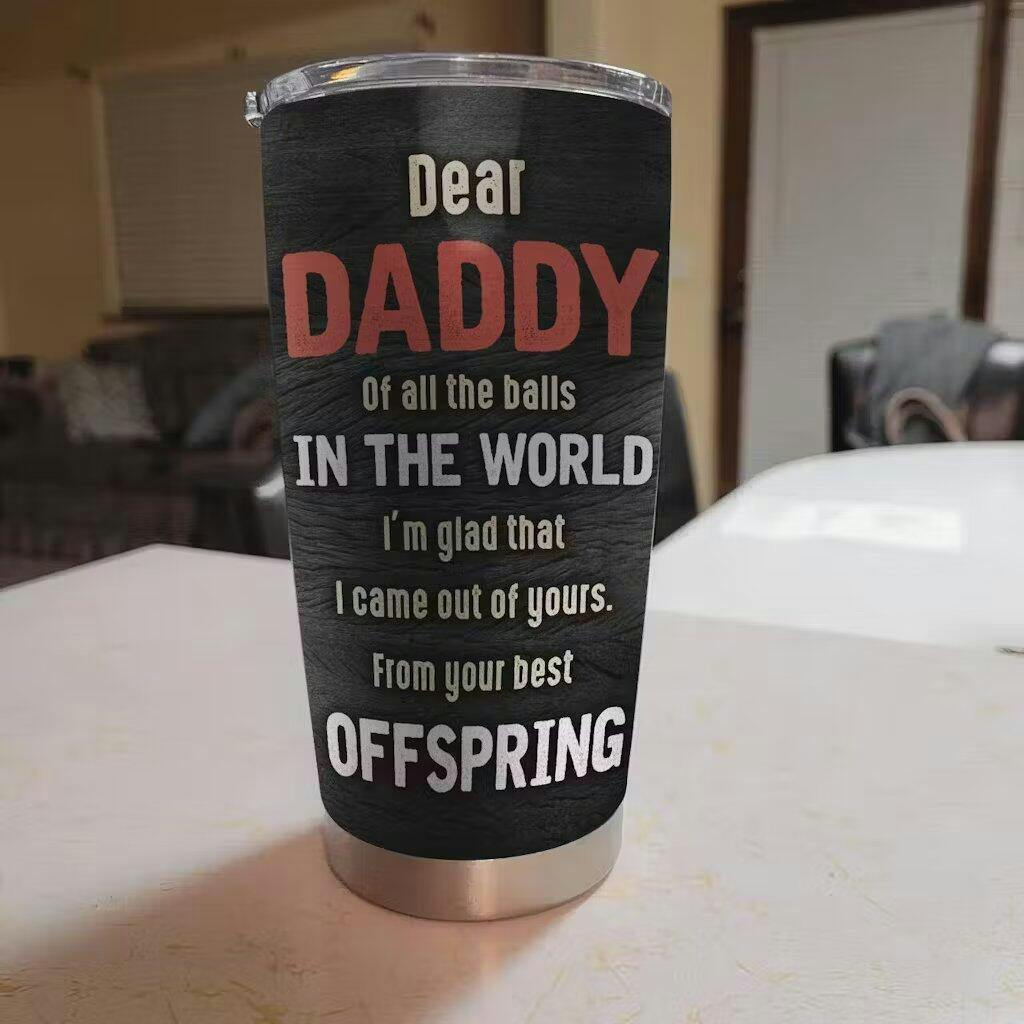 Dear
DADDY
Of all the balls
IN THE WORLD
I'm glad that
I came out of yours.
From your best
OFFSPRING